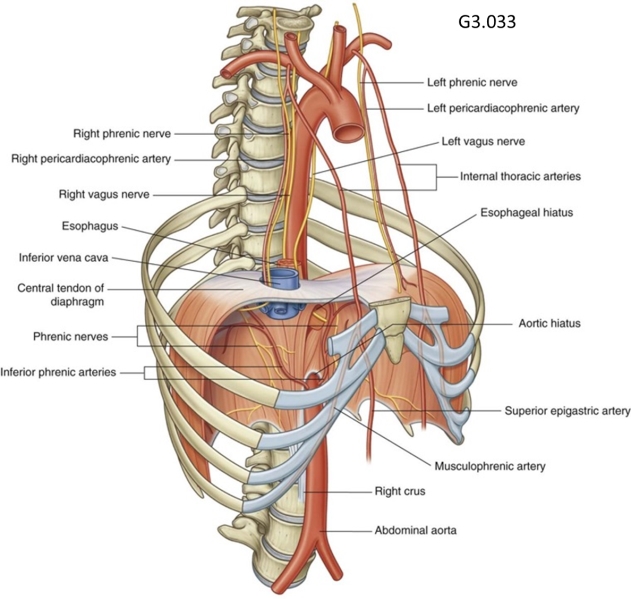 G3.033
Left phrenic nerve
Left pericardiacophrenic artery
Right phrenic nerve
Left vagus nerve
Right pericardiacophrenic artery
Internal thoracic arteries
Right vagus nerve
Esophageal hiatus
Esophagus
Inferior vena cava
Central tendon of
diaphragm
Aortic hiatus
Phrenic nerves
Inferior phrenic arteries
Superior epigastric artery
Musculophrenic artery
Right crus
Abdominal aorta